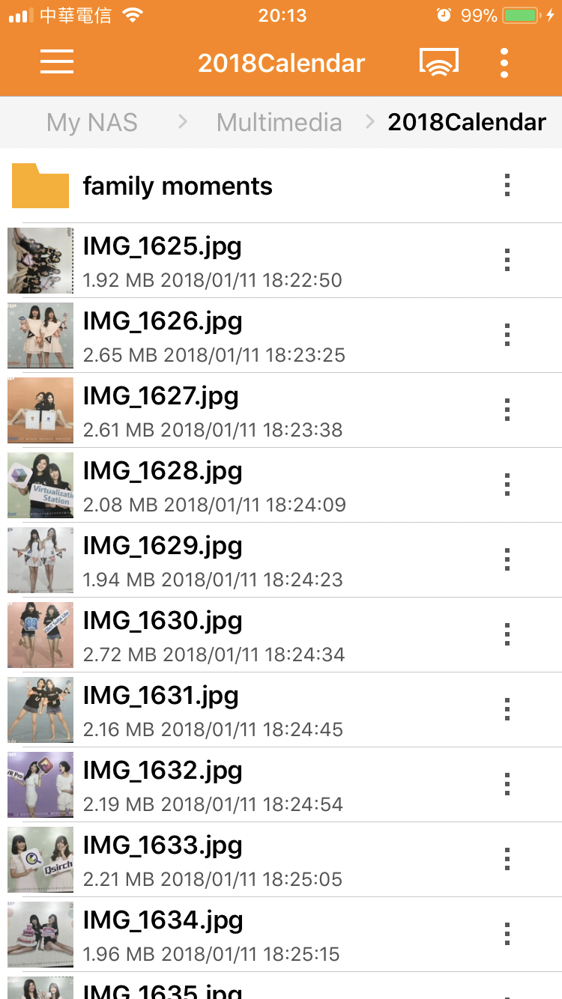 中華電信 20:13 99%
2018Calendar
My NAS > Multimedia > 2018Calendar
family moments
IMG_1625.jpg
1.92 MB 2018/01/11 18:22:50
IMG_1626.jpg
2.65 MB 2018/01/11 18:23:25
IMG_1627.jpg
2.61 MB 2018/01/11 18:23:38
Virtualizati
Station
IMG_1628.jpg
2.08 MB 2018/01/11 18:24:09
IMG_1629.jpg
1.94 MB 2018/01/11 18:24:23
IMG_1630.jpg
2.72 MB 2018/01/11 18:24:34
IMG_1631.jpg
2.16 MB 2018/01/11 18:24:45
VR Pro
IMG_1632.jpg
2.19 MB 2018/01/11 18:24:54
Qsirch
IMG_1633.jpg
2.21 MB 2018/01/11 18:25:05
IMG_1634.jpg
1.96 MB 2018/01/11 18:25:15
IMG_1635.jpg